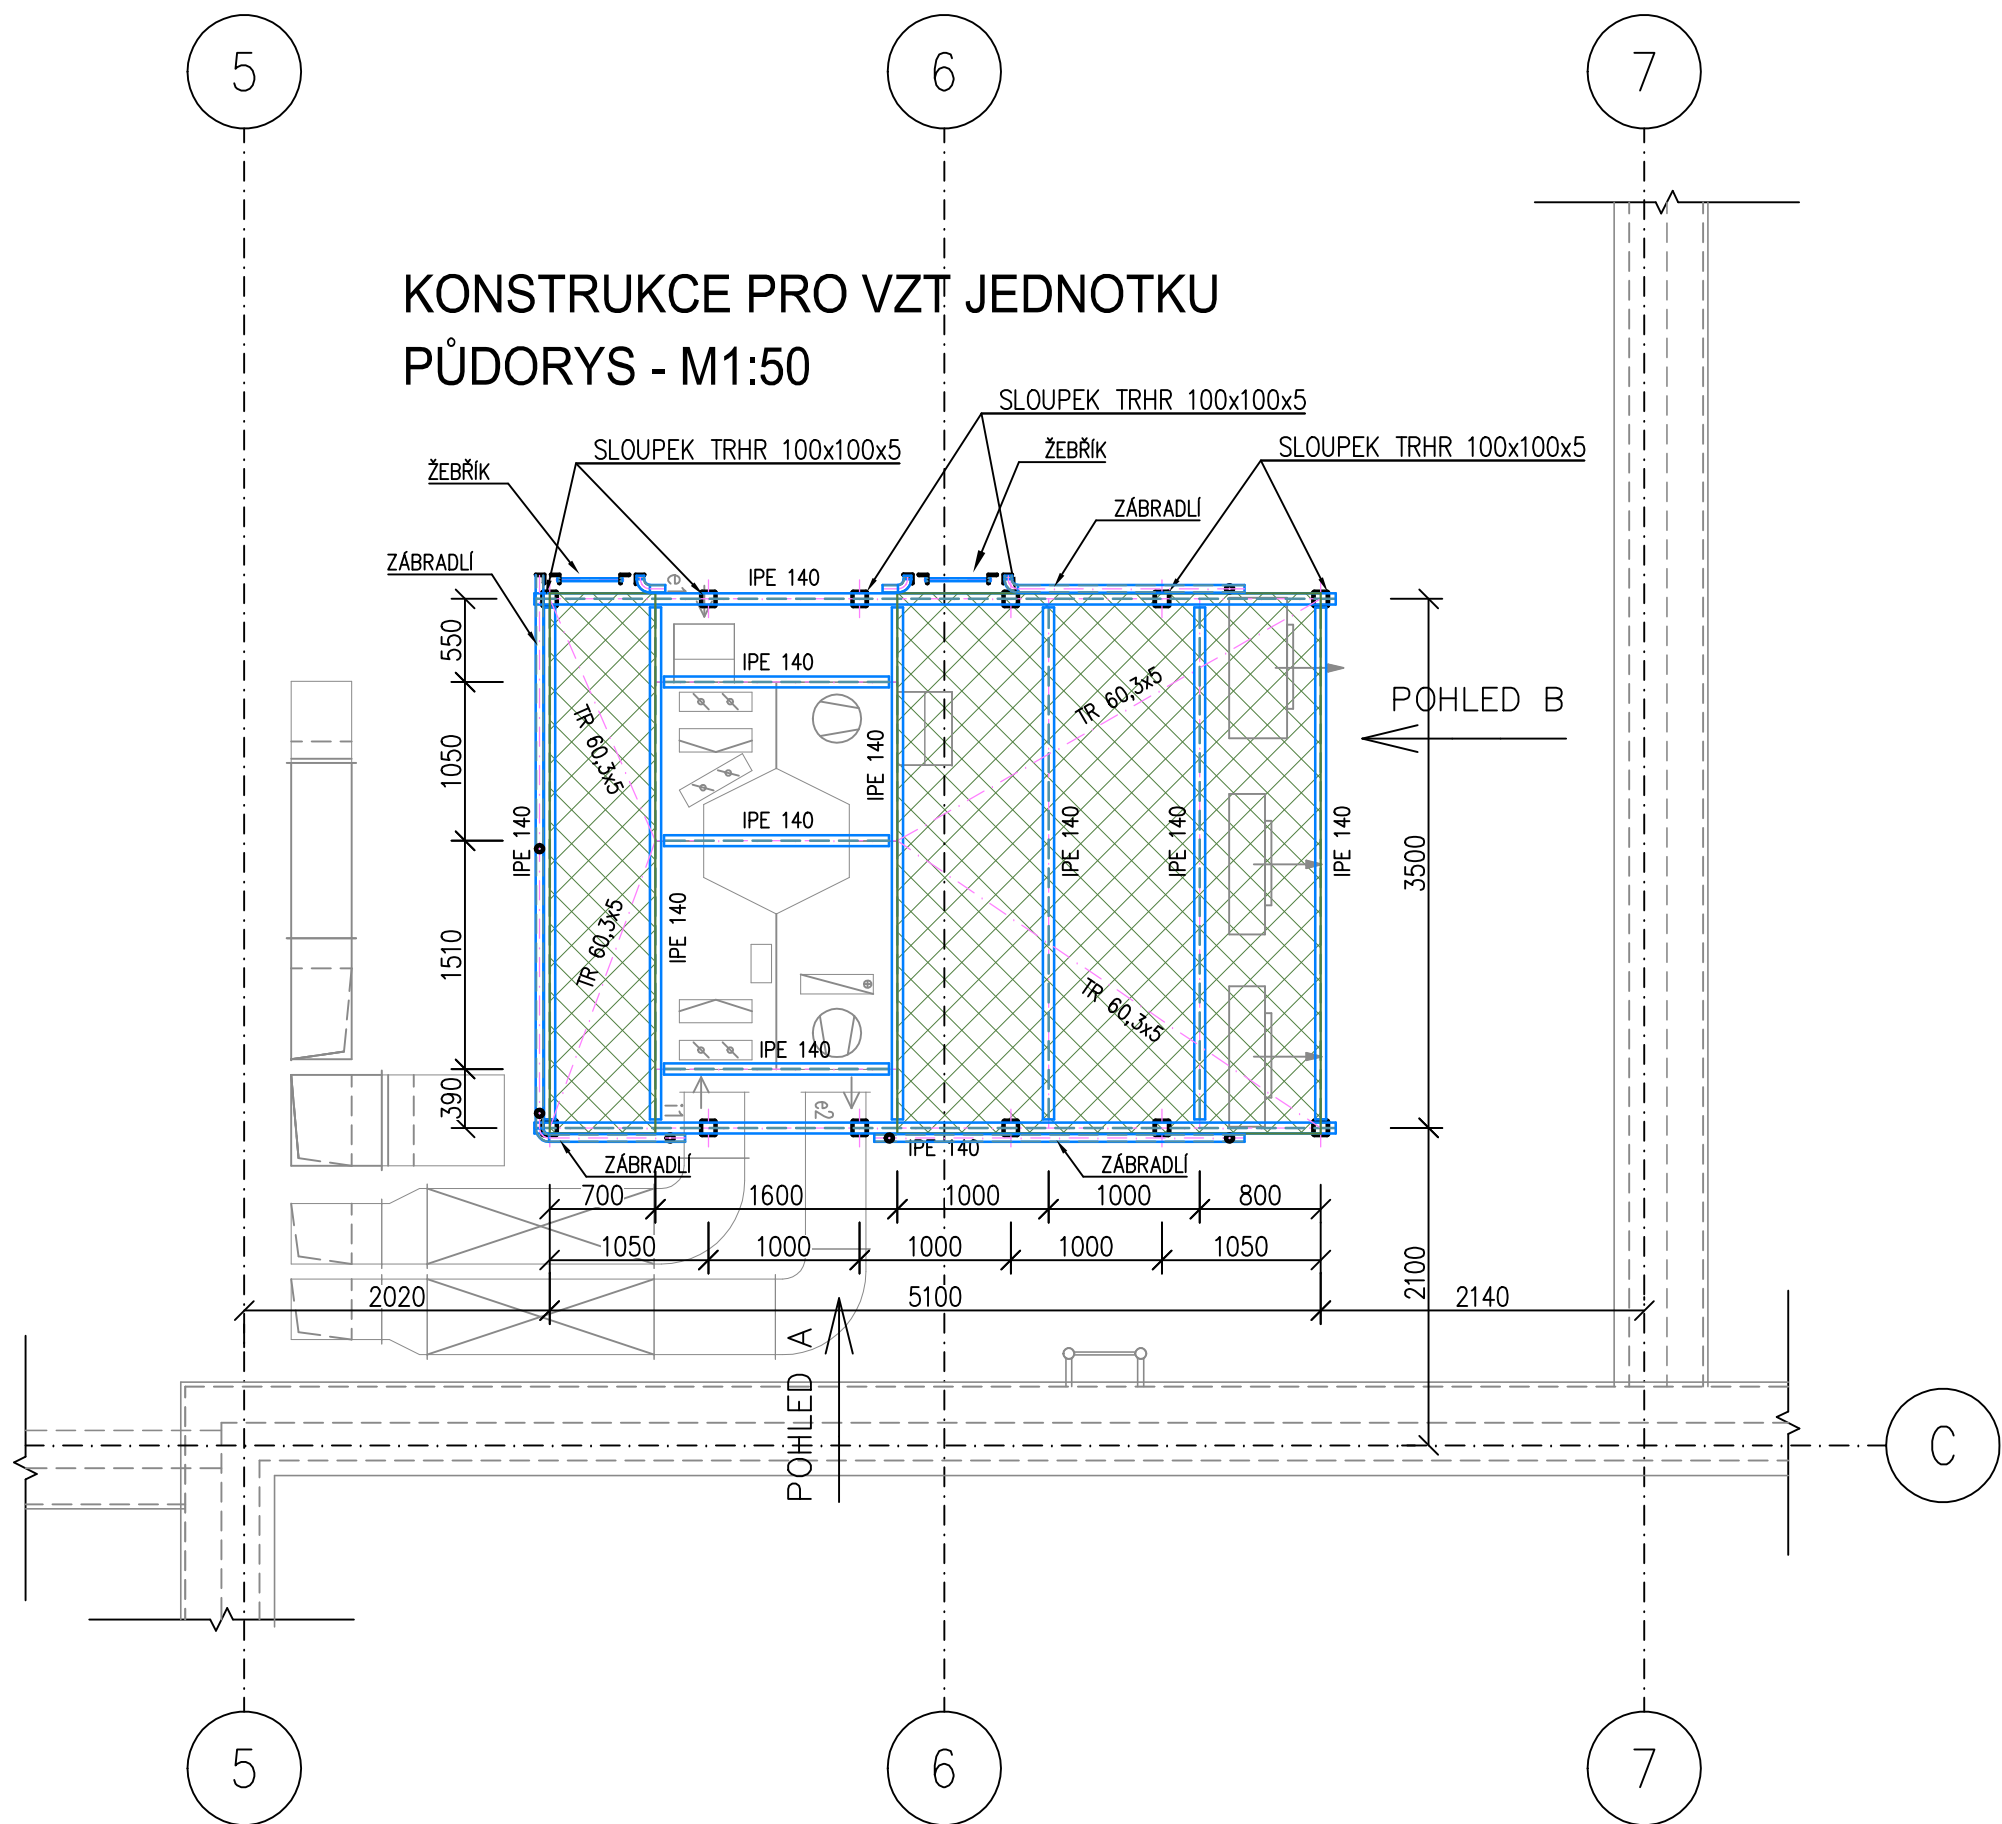 5
6
7
KONSTRUKCE PRO VZT JEDNOTKU
PŮDORYS - M1:50
SLOUPEK TRHR 100x100x5
SLOUPEK TRHR 100x100x5
SLOUPEK TRHR 100x100x5
ŽEBŘÍK
ŽEBŘÍK
ZÁBRADLÍ
ZÁBRADLÍ
e1
IPE 140
550
IPE 140
TR 60,3x5
TR 60,3x5
POHLED B
1050
IPE 140
IPE 140
IPE 140
IPE 140
IPE 140
IPE 140
3500
IPE 140
1510
TR 60,3x5
TR 60,3x5
IPE 140
390
i1
e2
IPE 140
ZÁBRADLÍ
ZÁBRADLÍ
700
1600
1000
1000
800
1050
1000
1000
1000
1050
2100
2020
5100
2140
POHLED A
C
5
6
7